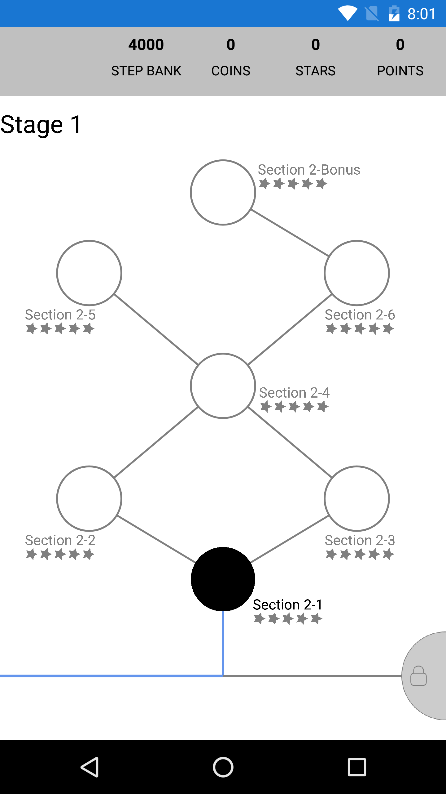 8:01
4000 0 0 0
STEP BANK COINS STARS POINTS
Stage 1
Section 2-Bonus
Section 2-5
Section 2-6
Section 2-4
Section 2-2
Section 2-3
Section 2-1